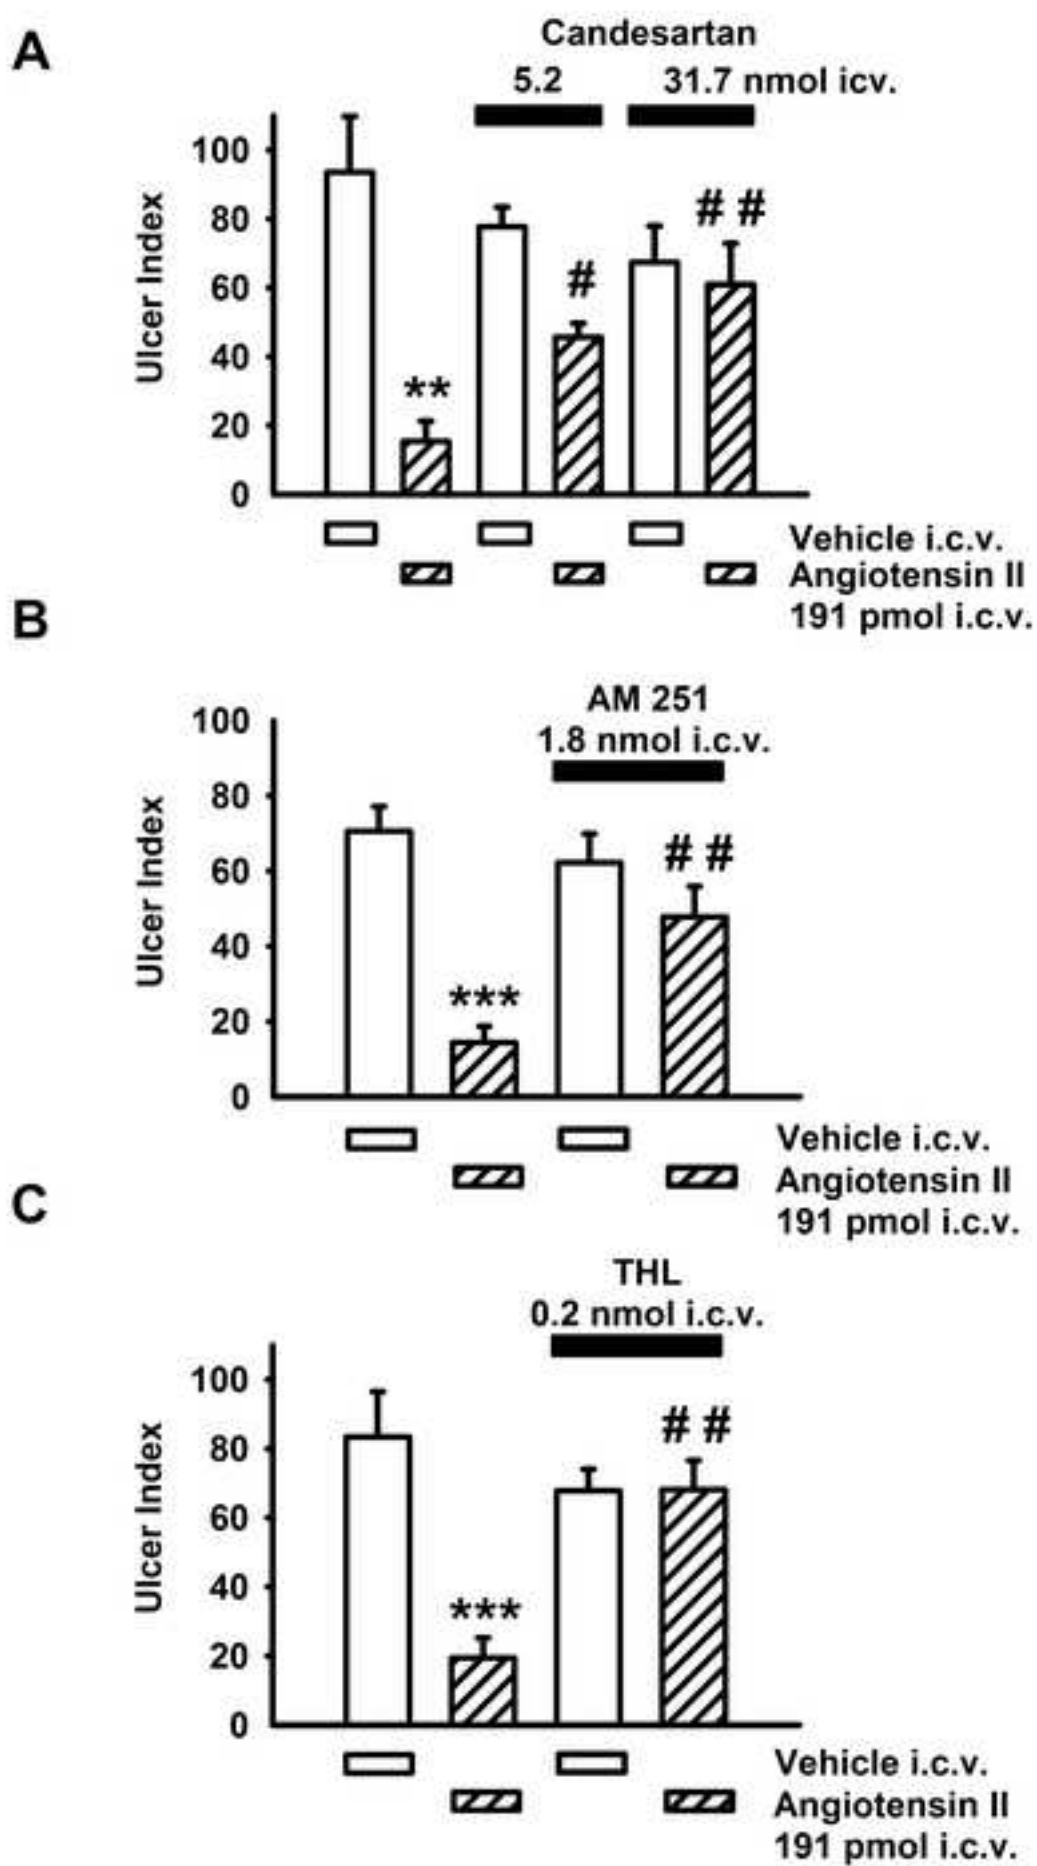 A
Candesartan
5.2 31.7 nmol icv.
Ulcer Index
100
80
60
40
20
0
**
#
# #
Vehicle i.c.v.
Angiotensin II
191 pmol i.c.v.
B
AM 251
1.8 nmol i.c.v.
Ulcer Index
100
80
60
40
20
0
***
# #
Vehicle i.c.v.
Angiotensin II
191 pmol i.c.v.
C
THL
0.2 nmol i.c.v.
Ulcer Index
100
80
60
40
20
0
***
# #
Vehicle i.c.v.
Angiotensin II
191 pmol i.c.v.